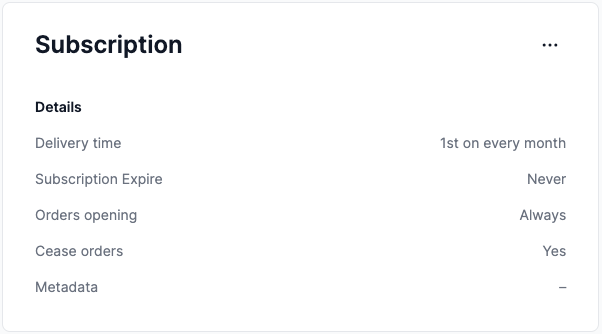 Subscription
Details
Delivery time 1st on every month
Subscription Expire Never
Orders opening Always
Cease orders Yes
Metadata –